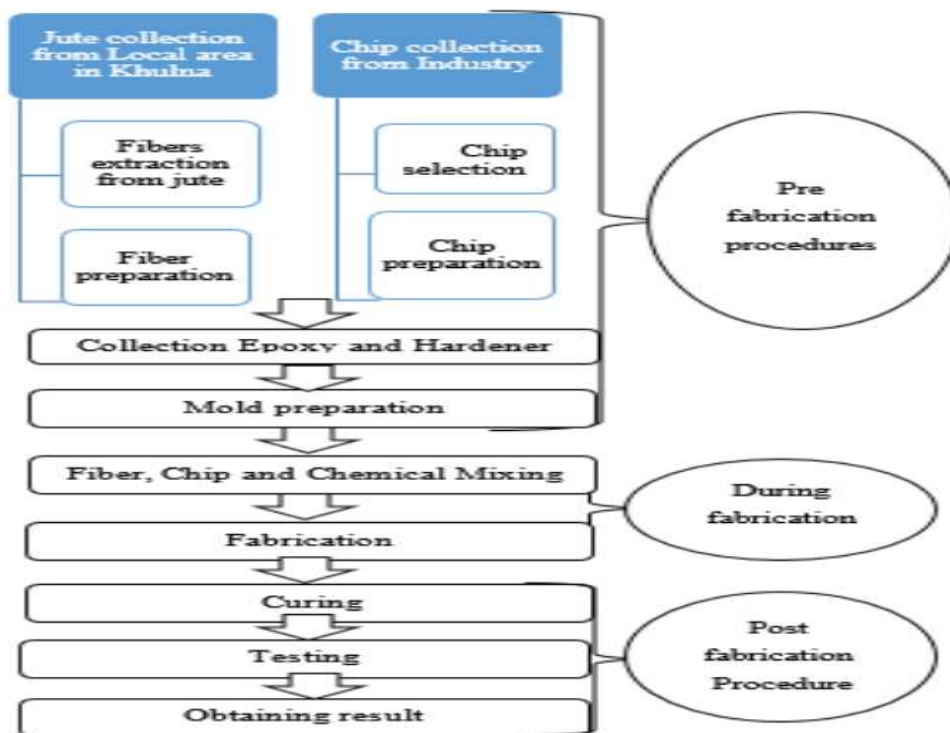 Jute collection
from Local area
in Khulna
Chip collection
from Industry
Fibers
extraction
from jute
Chip
selection
Fiber
preparation
Chip
preparation
Pre
fabrication
procedures
Collection Epoxy and Hardener
Mold preparation
Fiber, Chip and Chemical Mixing
Fabrication
During
fabrication
Curing
Testing
Obtaining result
Post
fabrication
Procedure